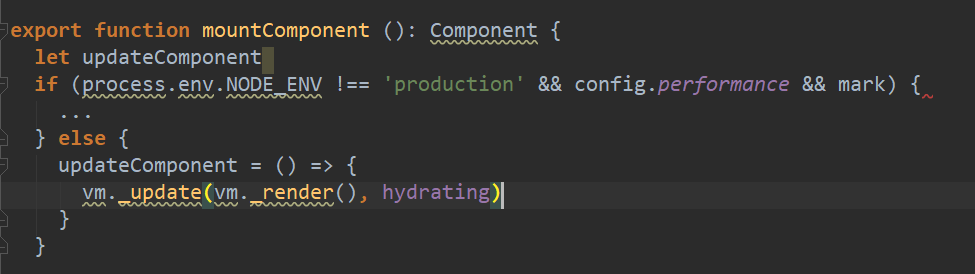 export function mountComponent (): Component {
let updateComponent
if (process.env.NODE_ENV !== 'production' && config.performance && mark) {
...
} else {
updateComponent = () => {
vm._update(vm._render(), hydrating)
}
}